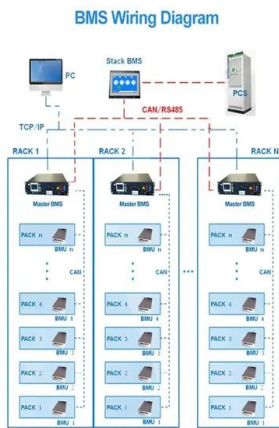 BMS Wiring Diagram
PC
Stack BMS
PCS
CAN/RS485
TCP/IP
RACK 1
RACK 2
RACK N
Master BMS
Master BMS
Master BMS
PACK n
BMU n
PACK n
BMU n
PACK n
BMU n
CAN
CAN
CAN
PACK 4
BMU 4
PACK 4
BMU 4
PACK 4
BMU 4
PACK 3
BMU 3
PACK 3
BMU 3
PACK 3
BMU 3
PACK 2
BMU 2
PACK 2
BMU 2
PACK 2
BMU 2
PACK 1
BMU 1
PACK 1
BMU 1
PACK 1
BMU 1